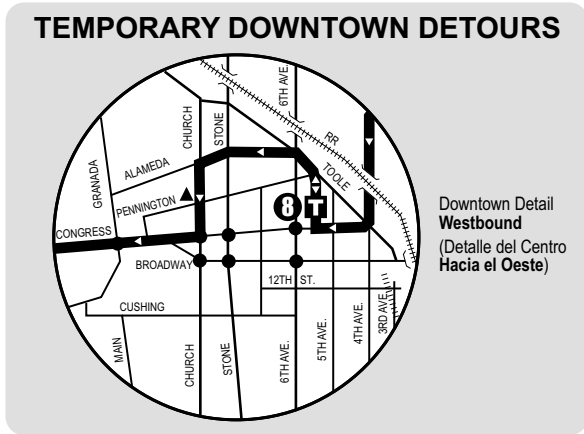 TEMPORARY DOWNTOWN DETOURS
6TH AVE.
CHURCH
STONE
RR
TOOLE
ALAMEDA
GRANADA
PENNINGTON
8
T
CONGRESS
BROADWAY
12TH ST.
CUSHING
MAIN
CHURCH
STONE
6TH AVE.
5TH AVE.
4TH AVE.
3RD AVE.
Downtown Detail
Westbound
(Detalle del Centro
Hacia el Oeste)